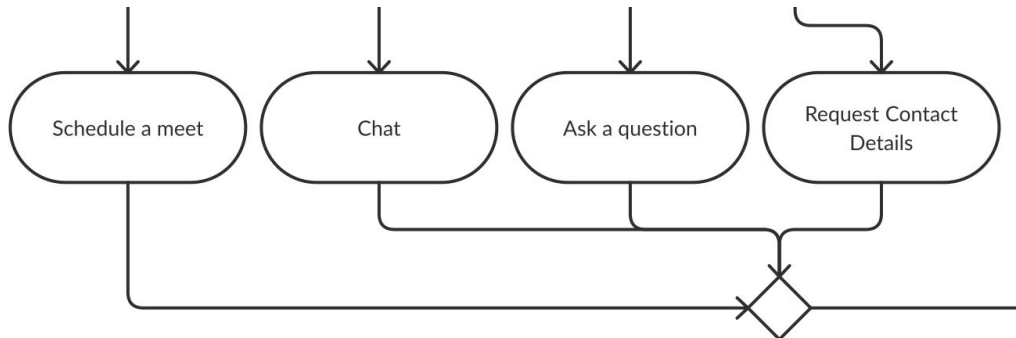 Schedule a meet
Chat
Ask a question
Request Contact
Details